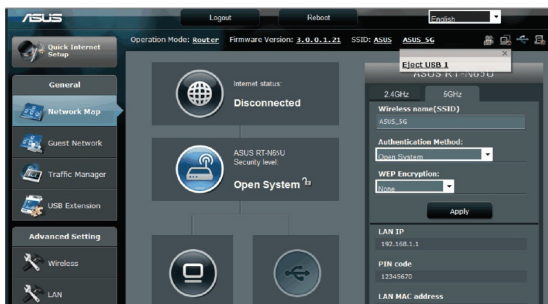 ASUS
Logout
Reboot
English
Quick Internet Setup
Operation Mode: Router Firmware Version: 3.0.0.1.21 SSID: ASUS ASUS_5G
Eject USB 1
General
Network Map
Guest Network
Traffic Manager
USB Extension
Advanced Setting
Wireless
LAN
Internet status:
Disconnected
ASUS RT-N65U
Security level:
Open System
ASUS RT-N65U
2.4GHz 5GHz
Wireless name(SSID)
ASUS_5G
Authentication Method:
Open System
WEP Encryption:
None
Apply
LAN IP
192.168.1.1
PIN code
12345670
LAN MAC address